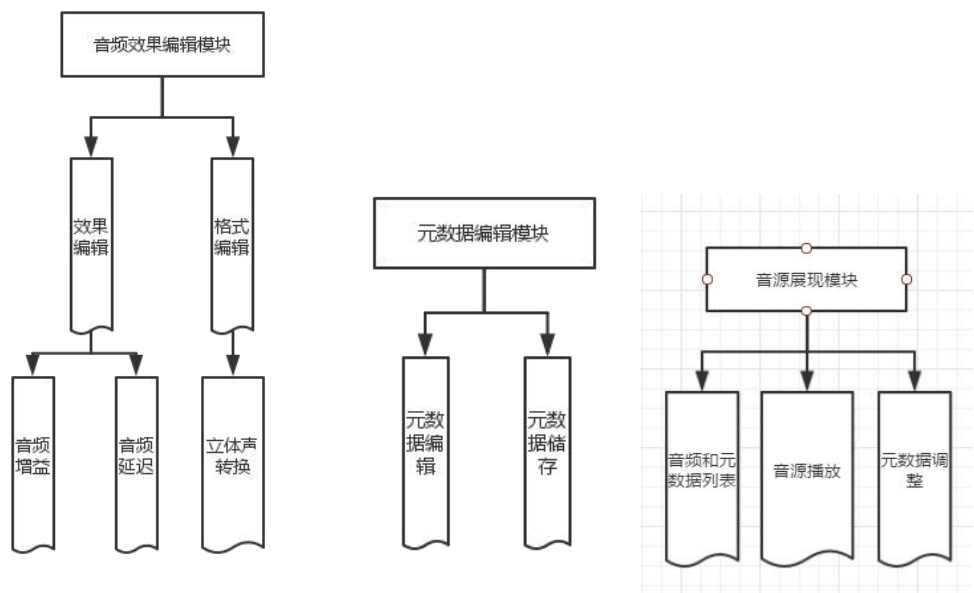 音频效果编辑模块
效果
编辑
格式
编辑
音频
增益
音频
延迟
立体声
转换
元数据编辑模块
元数
据编
辑
元数
据储
存
音源展现模块
音频和元
数据列表
音源播放
元数据调
整